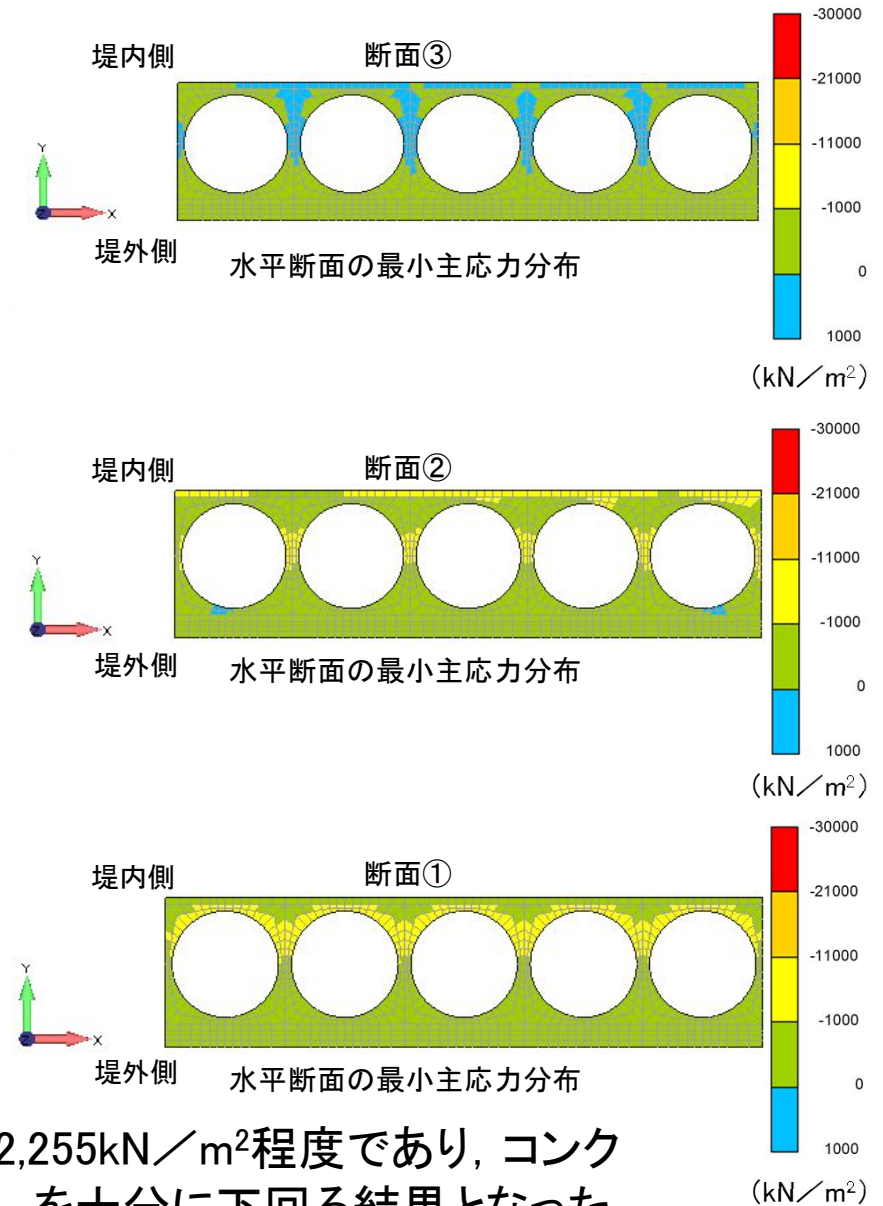 堤内側 断面③
-30000
-21000
-11000
-1000
0
1000
Y
Z
X
堤外側 水平断面の最小主応力分布
(kN／m²)
堤内側 断面②
-30000
-21000
-11000
-1000
0
1000
Y
Z
X
堤外側 水平断面の最小主応力分布
(kN／m²)
堤内側 断面①
-30000
-21000
-11000
-1000
0
1000
Y
Z
X
堤外側 水平断面の最小主応力分布
(kN／m²)
2,255kN／m²程度であり, コンク
を十分に下回る結果となった